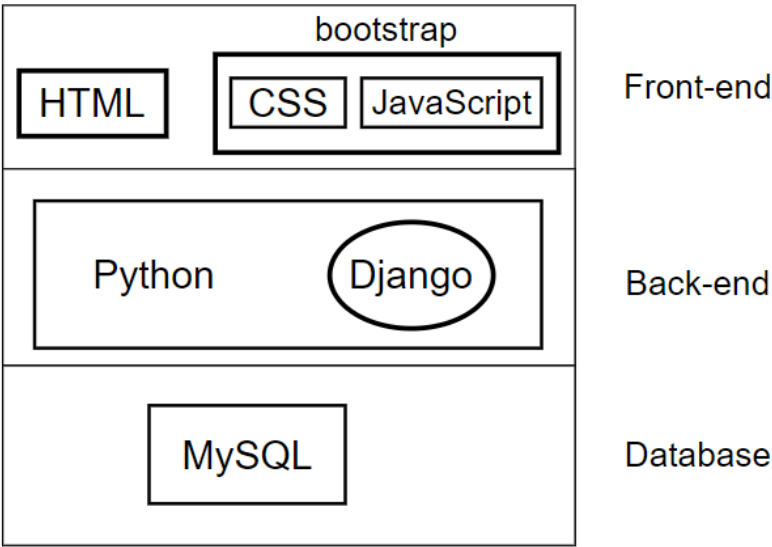 bootstrap
HTML
CSS
JavaScript
Front-end
Python
Django
Back-end
MySQL
Database